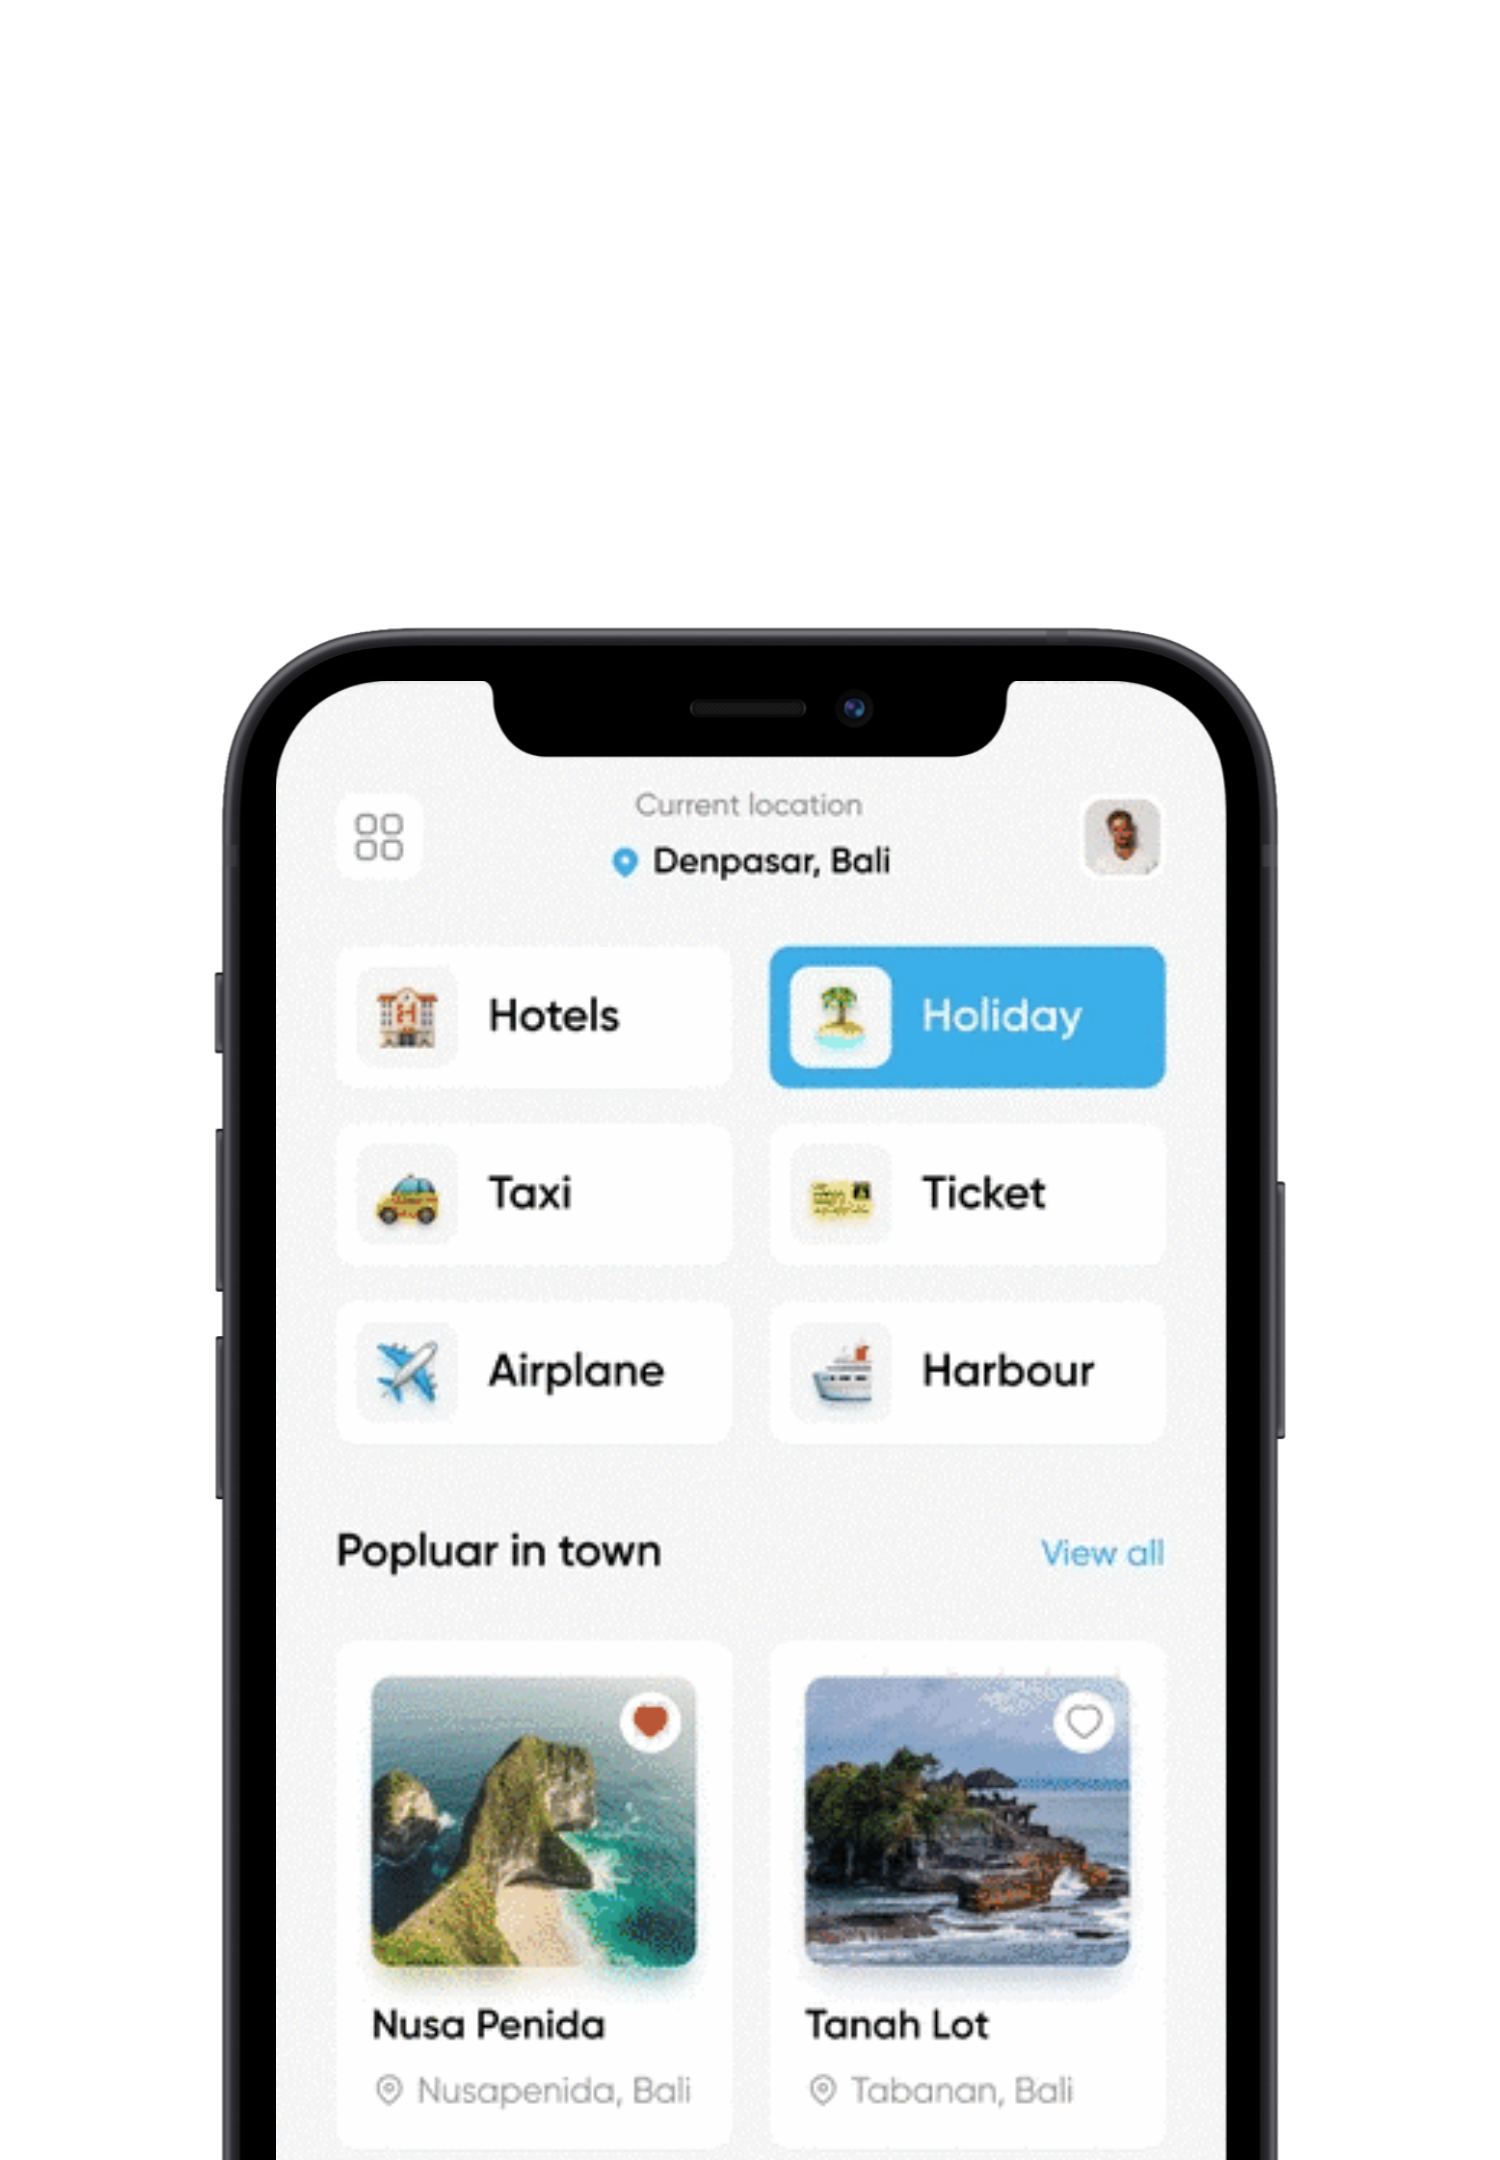 Current location
Denpasar, Bali
Hotels
Holiday
Taxi
Ticket
Airplane
Harbour
Popluar in town
View all
Nusa Penida
Nusapenida, Bali
Tanah Lot
Tabanan, Bali